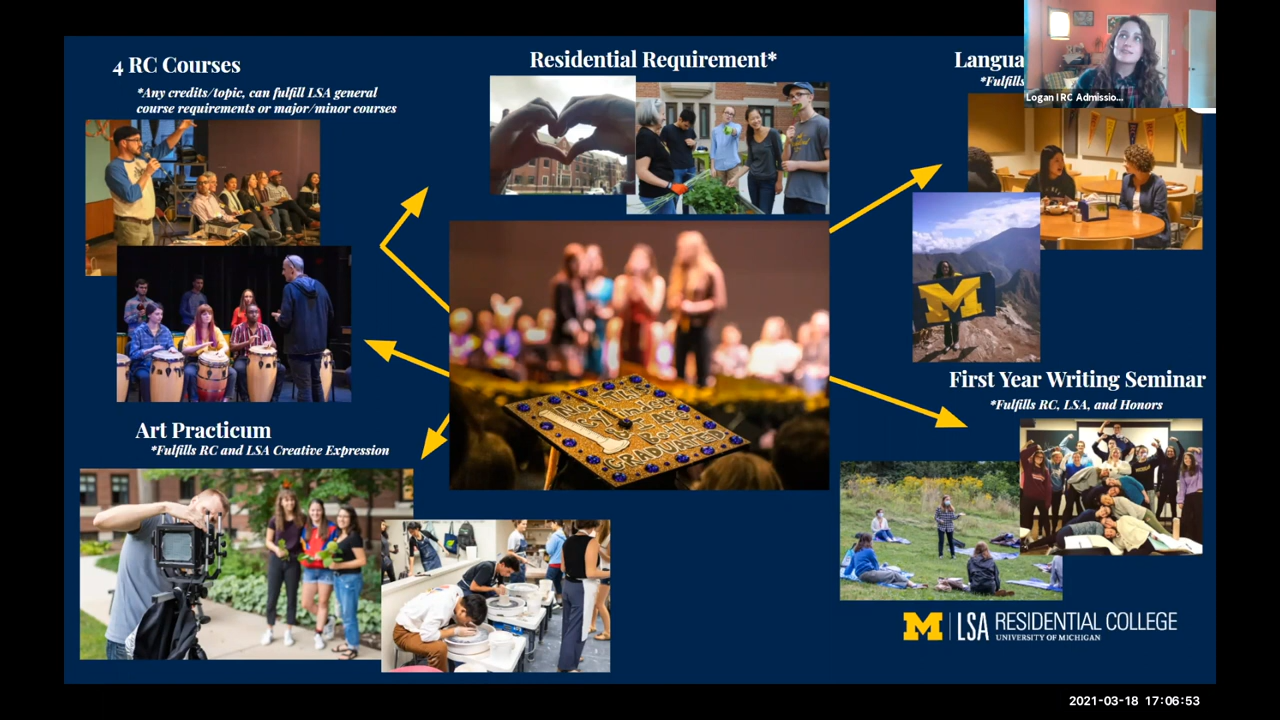 4 RC Courses
*Any credits/topic, can fulfill LSA general
course requirements or major/minor courses
Residential Requirement*
Langua
*Fulfills
Logan | RC Admissio...
M
First Year Writing Seminar
*Fulfills RC, LSA, and Honors
Art Practicum
*Fulfills RC and LSA Creative Expression
GRADUATED
M LSA RESIDENTIAL COLLEGE
UNIVERSITY OF MICHIGAN
2021-03-18 17:06:53